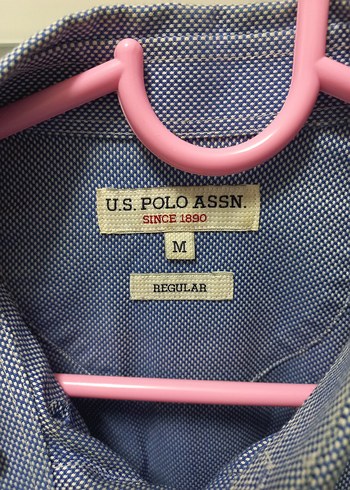 U.S. POLO ASSN.
SINCE 1890
M
REGULAR